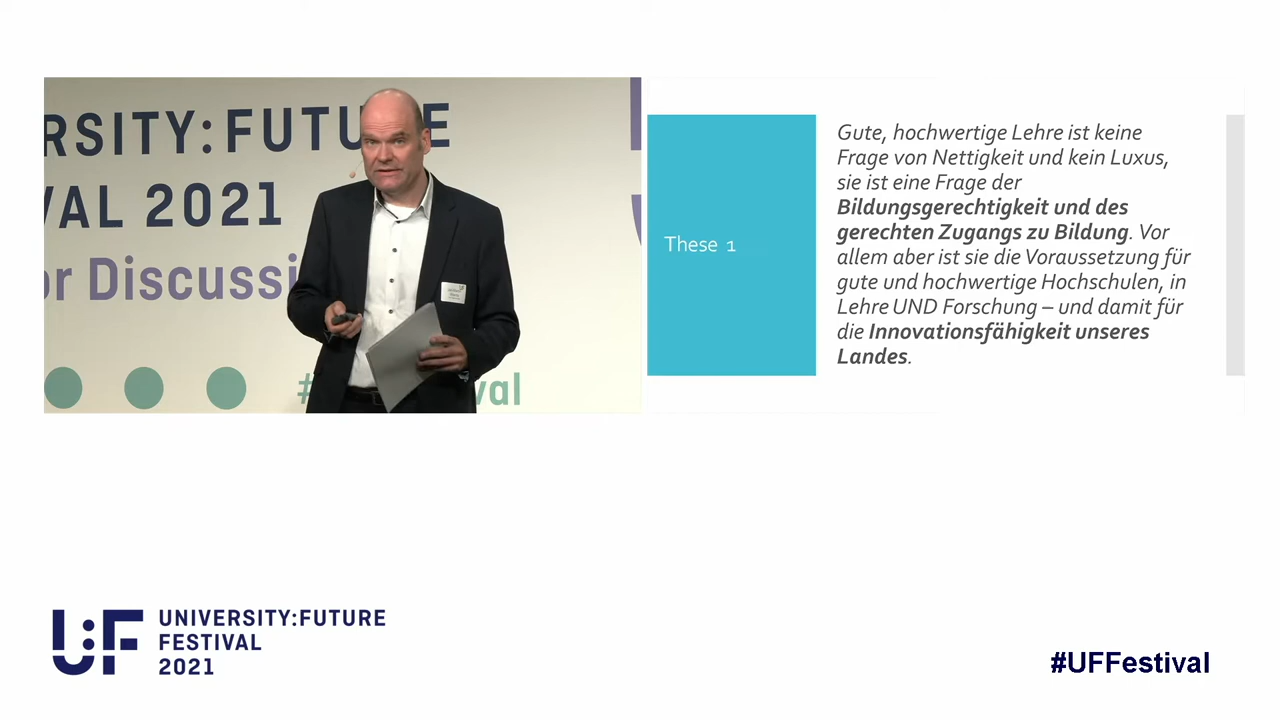 RSITY:FUTU E
VAL 2021
or Discussi
# val
These 1
Gute, hochwertige Lehre ist keine
Frage von Nettigkeit und kein Luxus,
sie ist eine Frage der
Bildungsgerechtigkeit und des
gerechten Zugangs zu Bildung. Vor
allem aber ist sie die Voraussetzung für
gute und hochwertige Hochschulen, in
Lehre UND Forschung – und damit für
die Innovationsfähigkeit unseres
Landes.
U:F
UNIVERSITY:FUTURE
FESTIVAL
2021
#UFFestival